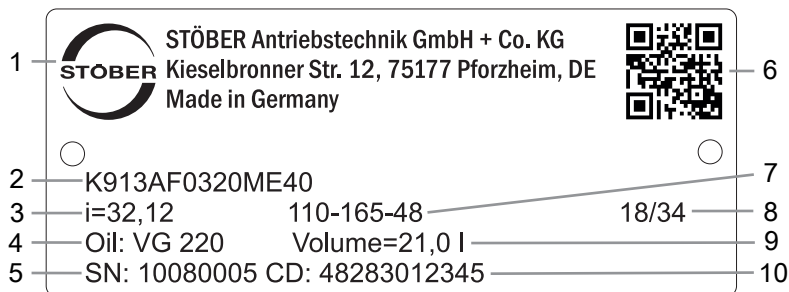 STÖBER Antriebstechnik GmbH + Co. KG
1 STÖBER Kieselbronner Str. 12, 75177 Pforzheim, DE 6
Made in Germany
2 K913AF0320ME40 7
3 i=32,12 110-165-48 18/34 8
4 Oil: VG 220 Volume=21,0 l 9
5 SN: 10080005 CD: 48283012345 10